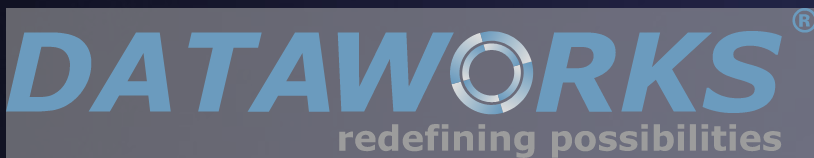 DATAWORKS®
redefining possibilities